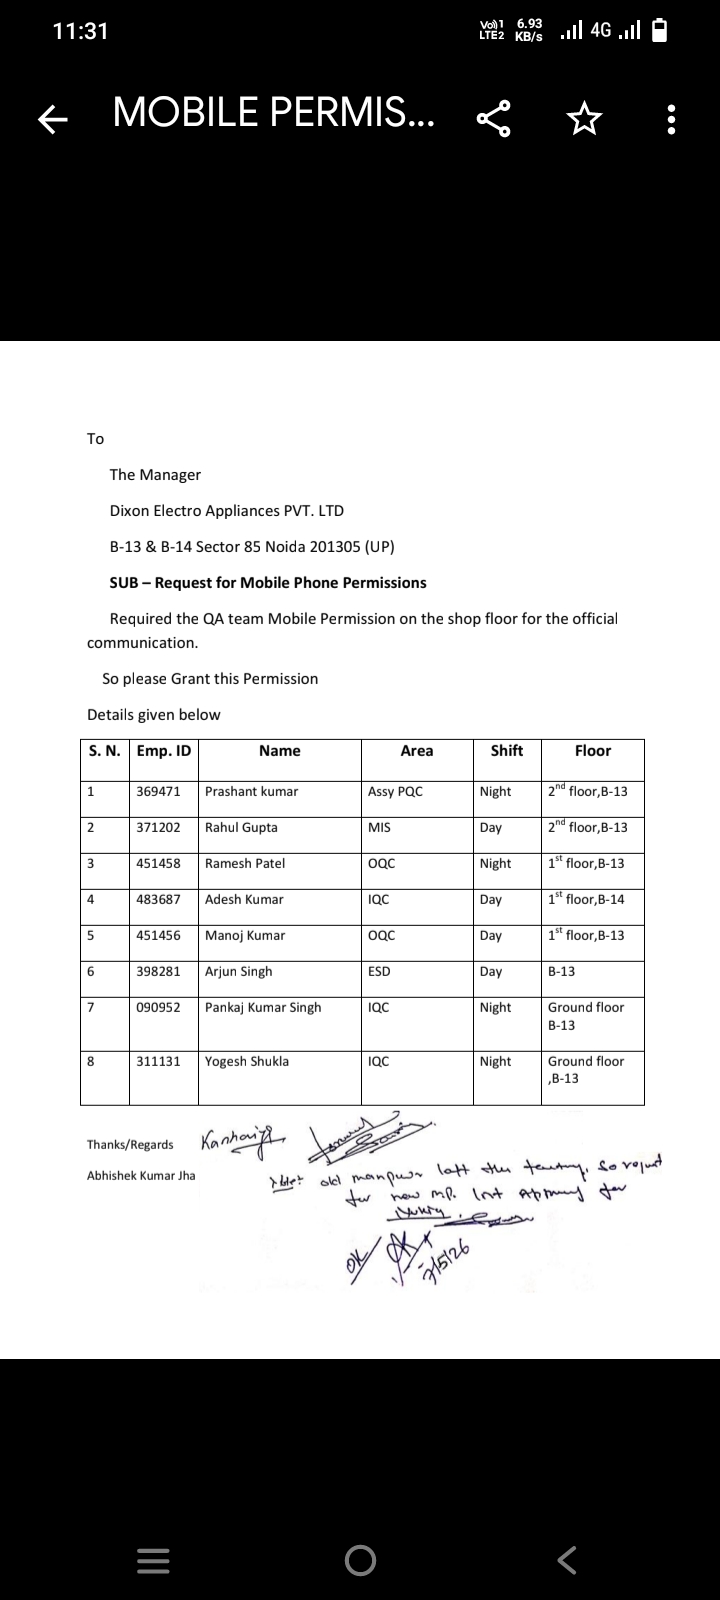 11:31
Vo))1 LTE2 6.93 KB/s 4G
MOBILE PERMIS...
To
The Manager
Dixon Electro Appliances PVT. LTD
B-13 & B-14 Sector 85 Noida 201305 (UP)
SUB – Request for Mobile Phone Permissions
Required the QA team Mobile Permission on the shop floor for the official
communication.
So please Grant this Permission
Details given below
S. N. Emp. ID Name Area Shift Floor
1 369471 Prashant kumar Assy PQC Night 2nd floor,B-13
2 371202 Rahul Gupta MIS Day 2nd floor,B-13
3 451458 Ramesh Patel OQC Night 1st floor,B-13
4 483687 Adesh Kumar IQC Day 1st floor,B-14
5 451456 Manoj Kumar OQC Day 1st floor,B-13
6 398281 Arjun Singh ESD Day B-13
7 090952 Pankaj Kumar Singh IQC Night Ground floor
B-13
8 311131 Yogesh Shukla IQC Night Ground floor
,B-13
Thanks/Regards Kanhaiya
Abhishek Kumar Jha
old manpower left the so
for new MP. list for
OK